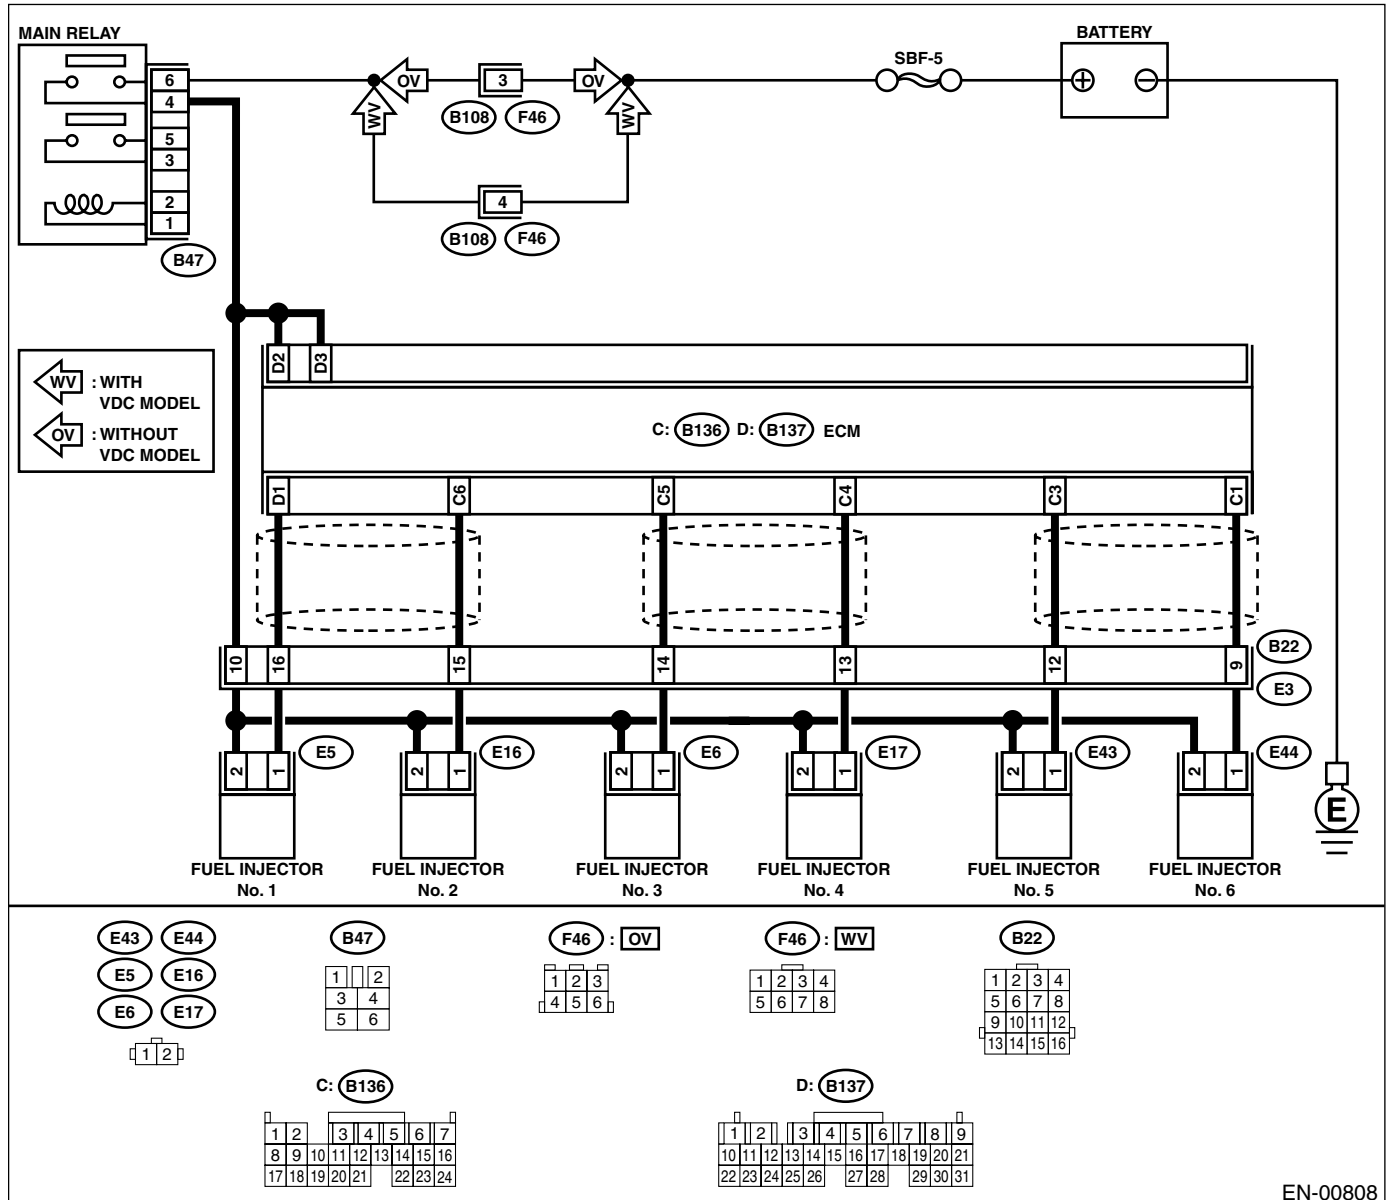 MAIN RELAY
BATTERY
SBF-5
6
4
5
3
2
1
B47
OV
3
OV
WV
WV
B108 F46
4
B108 F46
+ −
WV : WITH
VDC MODEL
OV : WITHOUT
VDC MODEL
D2 D3
C: B136 D: B137 ECM
D1 C6 C5 C4 C3 C1
10 16 15 14 13 12 9
B22
E3
2 1 E5
2 1 E16
2 1 E6
2 1 E17
2 1 E43
2 1 E44
E
FUEL INJECTOR
No. 1
FUEL INJECTOR
No. 2
FUEL INJECTOR
No. 3
FUEL INJECTOR
No. 4
FUEL INJECTOR
No. 5
FUEL INJECTOR
No. 6
E43 E44
E5 E16
E6 E17
1 2
B47
1 2
3 4
5 6
F46 : OV
1 2 3
4 5 6
F46 : WV
1 2 3 4
5 6 7 8
B22
1 2 3 4
5 6 7 8
9 10 11 12
13 14 15 16
C: B136
1 2 3 4 5 6 7
8 9 10 11 12 13 14 15 16
17 18 19 20 21 22 23 24
D: B137
1 2 3 4 5 6 7 8 9
10 11 12 13 14 15 16 17 18 19 20 21
22 23 24 25 26 27 28 29 30 31
EN-00808